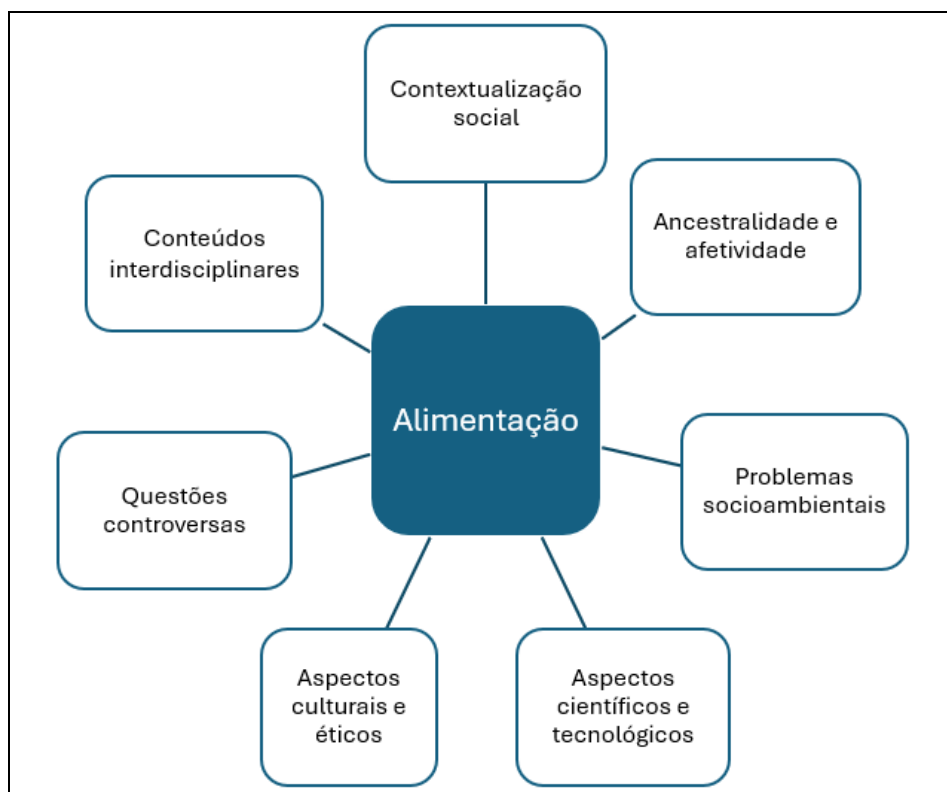 Contextualização
social
Ancestralidade e
afetividade
Conteúdos
interdisciplinares
Alimentação
Problemas
socioambientais
Questões
controversas
Aspectos
culturais e
éticos
Aspectos
científicos e
tecnológicos